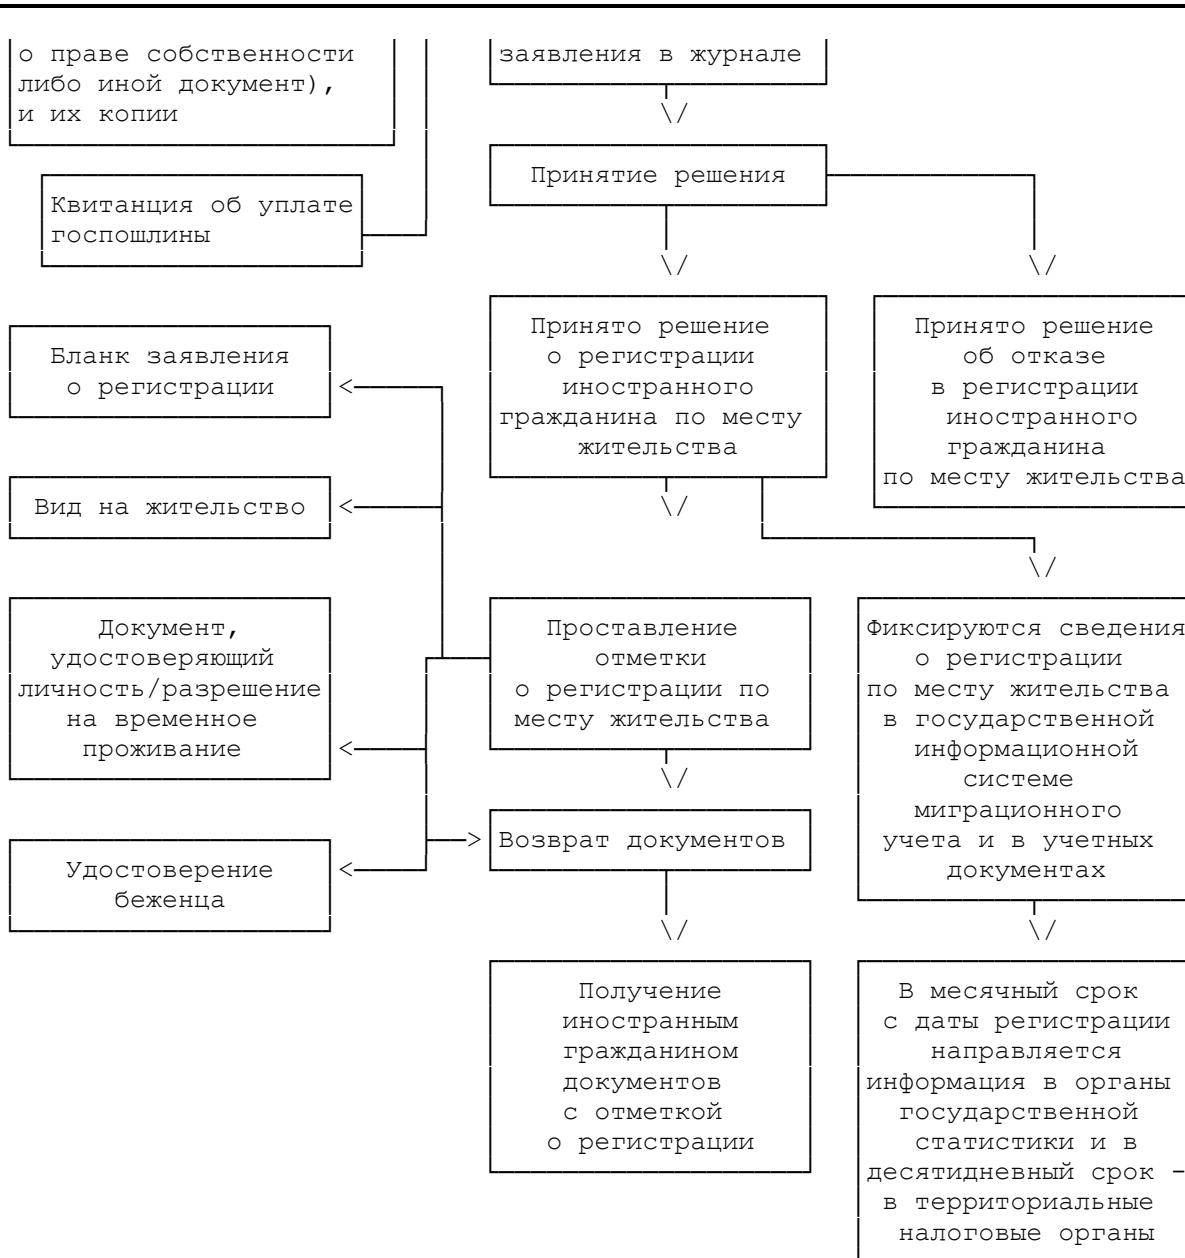 о праве собственности
либо иной документ),
и их копии
заявления в журнале
\/
Принятие решения
Квитанция об уплате
госпошлины
\/
\/
Принято решение
о регистрации
иностранного
гражданина по месту
жительства
Принято решение
об отказе
в регистрации
иностранного
гражданина
по месту жительства
Бланк заявления
о регистрации
<
Вид на жительство
<
\/
\/
Документ,
удостоверяющий
личность/разрешение
на временное
проживание
<
Проставление
отметки
о регистрации по
месту жительства
Фиксируются сведения
о регистрации
по месту жительства
в государственной
информационной
системе
миграционного
учета и в учетных
документах
\/
>
Возврат документов
Удостоверение
беженца
<
\/
\/
Получение
иностранным
гражданином
документов
с отметкой
о регистрации
В месячный срок
с даты регистрации
направляется
информация в органы
государственной
статистики и в
десятидневный срок -
в территориальные
налоговые органы